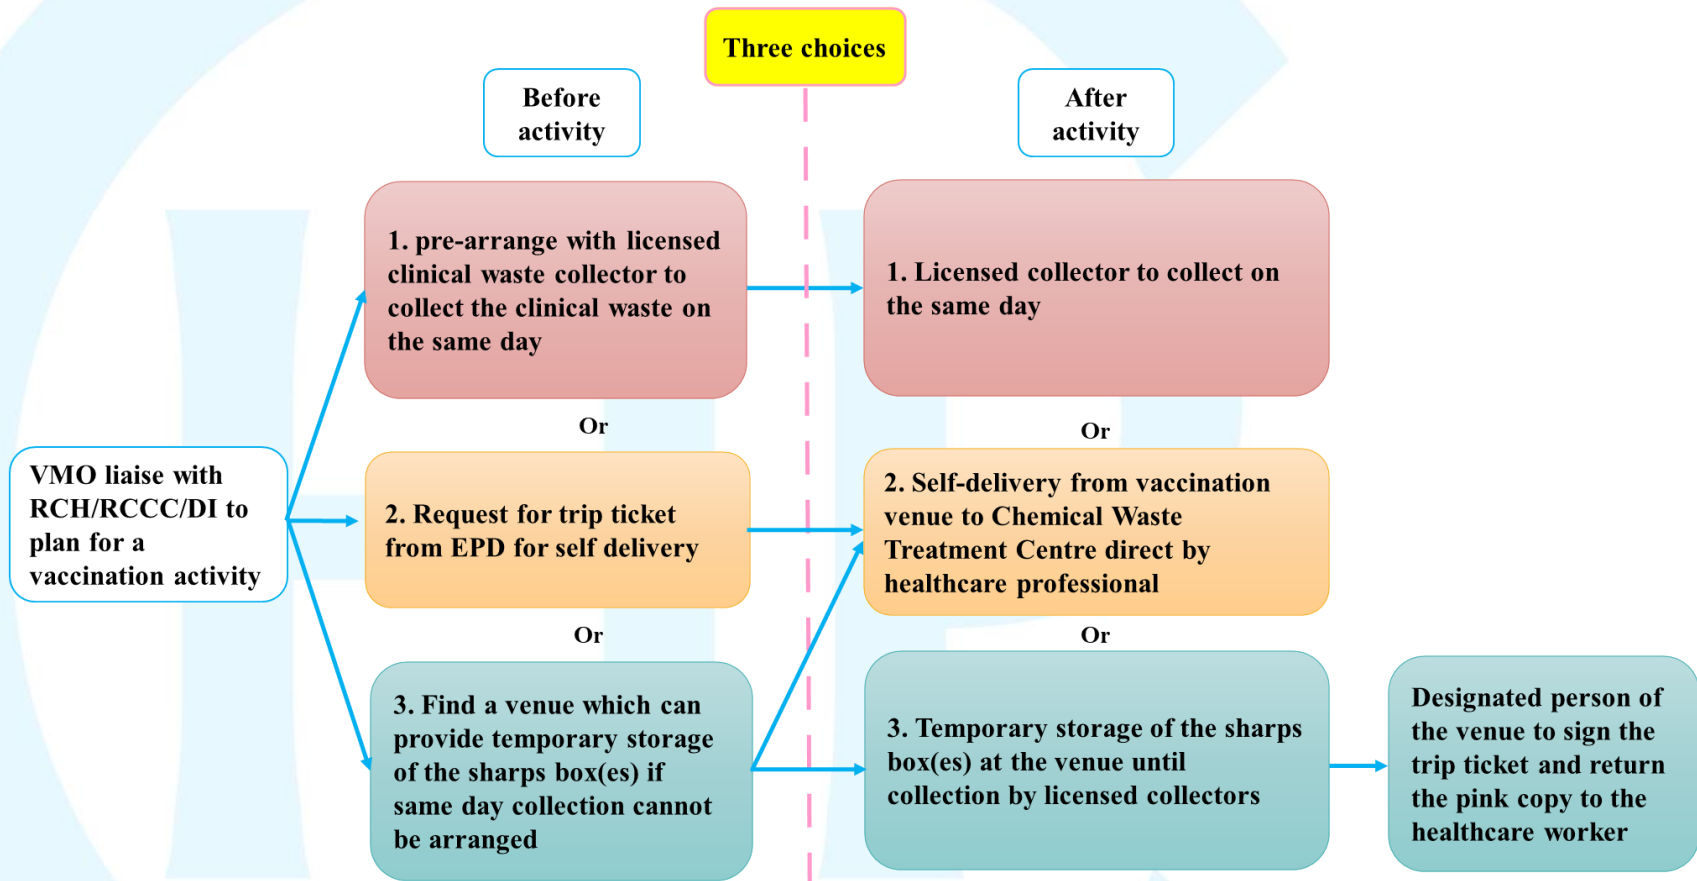 Three choices
Before
activity
After
activity
VMO liaise with
RCH/RCCC/DI to
plan for a
vaccination activity
1. pre-arrange with licensed
clinical waste collector to
collect the clinical waste on
the same day
1. Licensed collector to collect on
the same day
Or
Or
2. Request for trip ticket
from EPD for self delivery
2. Self-delivery from vaccination
venue to Chemical Waste
Treatment Centre direct by
healthcare professional
Or
Or
3. Find a venue which can
provide temporary storage
of the sharps box(es) if
same day collection cannot
be arranged
3. Temporary storage of the sharps
box(es) at the venue until
collection by licensed collectors
Designated person of
the venue to sign the
trip ticket and return
the pink copy to the
healthcare worker